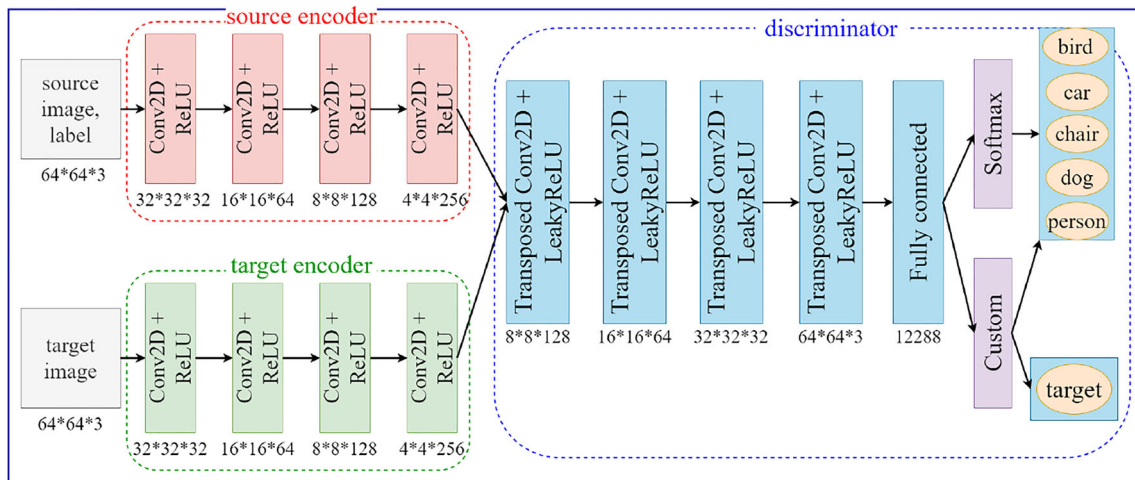 source encoder
source
image,
label
64*64*3
Conv2D +
ReLU
32*32*32
Conv2D +
ReLU
16*16*64
Conv2D +
ReLU
8*8*128
Conv2D +
ReLU
4*4*256
target encoder
target
image
64*64*3
Conv2D +
ReLU
32*32*32
Conv2D +
ReLU
16*16*64
Conv2D +
ReLU
8*8*128
Conv2D +
ReLU
4*4*256
discriminator
Transposed Conv2D +
LeakyReLU
8*8*128
Transposed Conv2D +
LeakyReLU
16*16*64
Transposed Conv2D +
LeakyReLU
32*32*32
Transposed Conv2D +
LeakyReLU
64*64*3
Fully connected
12288
Softmax
Custom
bird
car
chair
dog
person
target